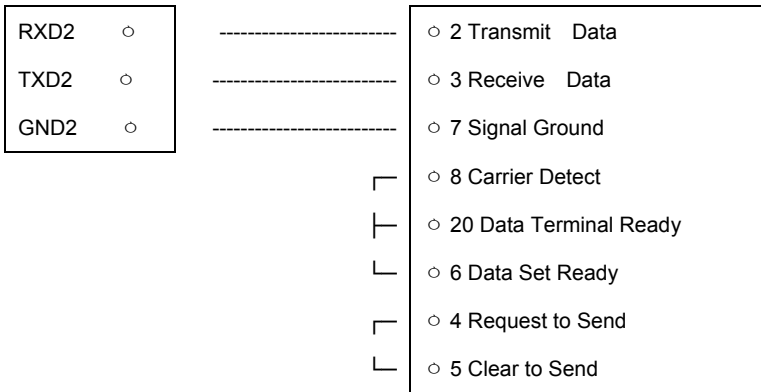 RXD2 2 Transmit Data
TXD2 3 Receive Data
GND2 7 Signal Ground
8 Carrier Detect
20 Data Terminal Ready
6 Data Set Ready
4 Request to Send
5 Clear to Send